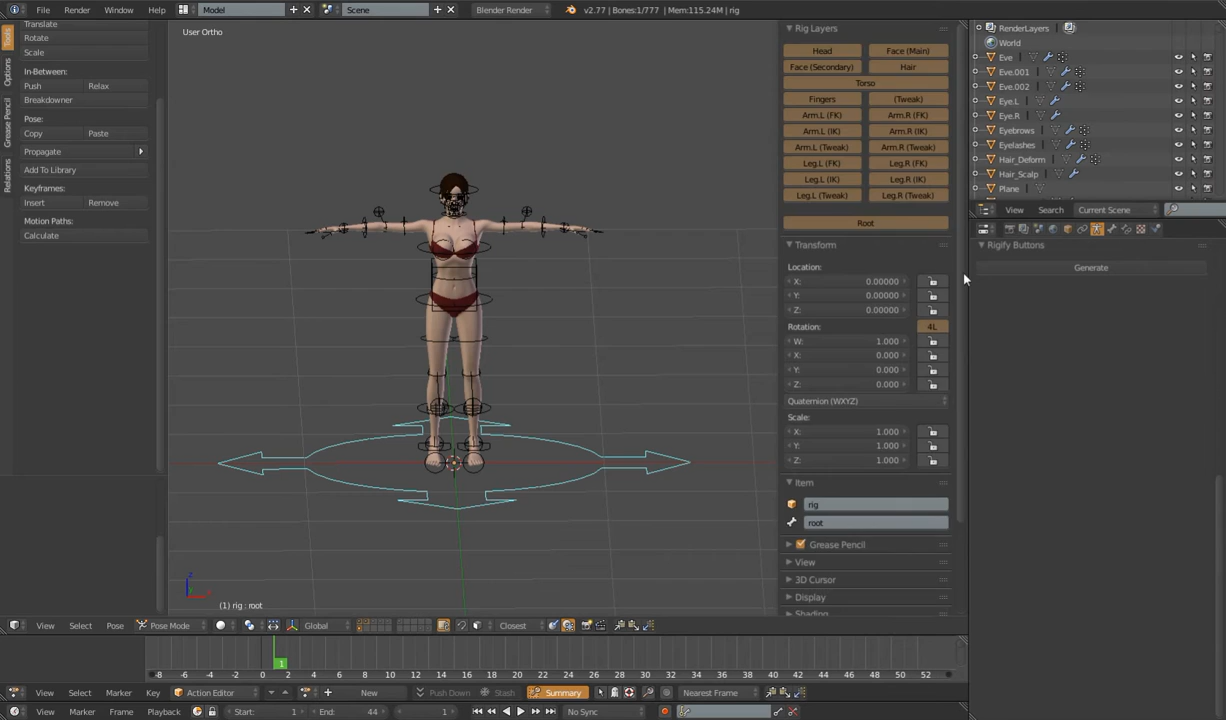 File Render Window Help Model Scene Blender Render v2.77 | Bones:1/777 | Mem:115.24M | rig
Translate
Rotate
Scale
In-Between:
Push Relax
Breakdowner
Pose:
Copy Paste
Propagate
Add To Library
Keyframes:
Insert Remove
Motion Paths:
Calculate
Tools
Options
Grease Pencil
Relations
User Ortho
(1) rig : root
Rig Layers
Head Face (Main)
Face (Secondary) Hair
Torso
Fingers (Tweak)
Arm.L (FK) Arm.R (FK)
Arm.L (IK) Arm.R (IK)
Arm.L (Tweak) Arm.R (Tweak)
Leg.L (FK) Leg.R (FK)
Leg.L (IK) Leg.R (IK)
Leg.L (Tweak) Leg.R (Tweak)
Root
Transform
Location:
X: 0.00000
Y: 0.00000
Z: 0.00000
Rotation: 4L
W: 1.000
X: 0.000
Y: 0.000
Z: 0.000
Quaternion (WXYZ)
Scale:
X: 1.000
Y: 1.000
Z: 1.000
Item
rig
root
Grease Pencil
View
3D Cursor
Display
Shading
RenderLayers
World
Eve
Eve.001
Eve.002
Eye.L
Eye.R
Eyebrows
Eyelashes
Hair_Deform
Hair_Scalp
Plane
View Search Current Scene
Rigify Buttons
Generate
View Select Pose Pose Mode Global Closest
-8 -6 -4 -2 0 2 4 6 8 10 12 14 16 18 20 22 24 26 28 30 32 34 36 38 40 42 44 46 48 50 52
1
View Select Marker Key Action Editor New Push Down Stash Summary Nearest Frame
View Marker Frame Playback Start: 1 End: 44 1 No Sync